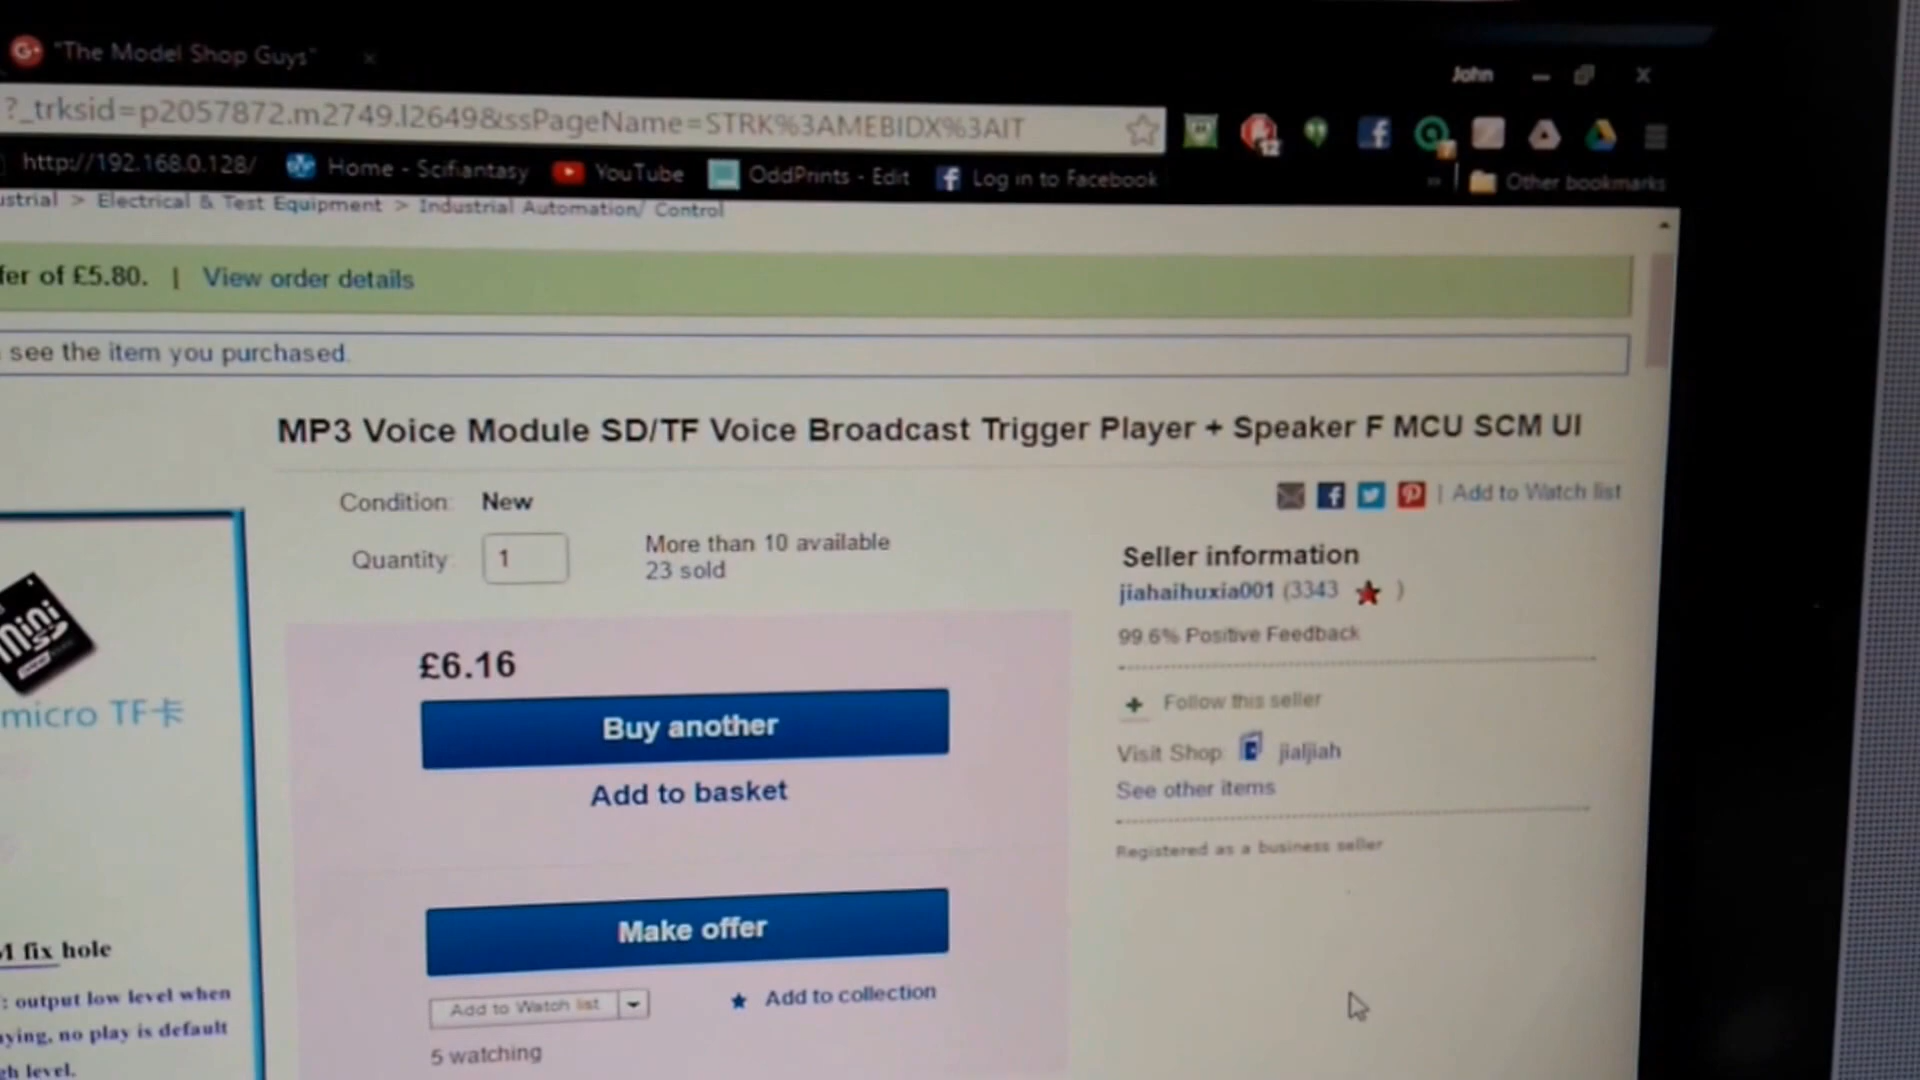 "The Model Shop Guys"
John
?_trksid=p2057872.m2749.l2649&ssPageName=STRK%3AMEBIDX%3AIT
http://192.168.0.128/ Home - Scifiantasy YouTube OddPrints - Edit Log in to Facebook » Other bookmarks
ustrial > Electrical & Test Equipment > Industrial Automation/ Control
fer of £5.80. | View order details
see the item you purchased.
MP3 Voice Module SD/TF Voice Broadcast Trigger Player + Speaker F MCU SCM UI
Condition: New
Quantity: 1
More than 10 available
23 sold
| Add to Watch list
Seller information
jiahaihuxia001 (3343 )
99.6% Positive Feedback
Follow this seller
Visit Shop: jialjiah
See other items
Registered as a business seller
£6.16
Buy another
Add to basket
Make offer
Add to Watch list
Add to collection
5 watching
mini
SD
micro TF卡
fix hole
: output low level when
ying, no play is default
gh level.